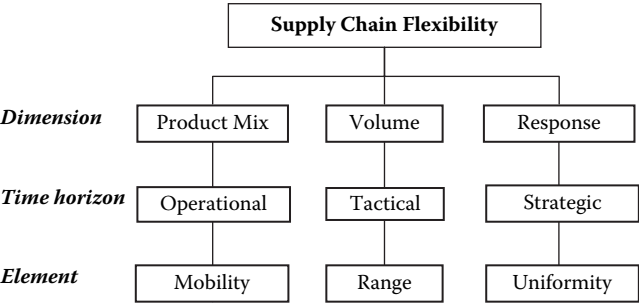 Supply Chain Flexibility
Dimension Product Mix Volume Response
Time horizon Operational Tactical Strategic
Element Mobility Range Uniformity